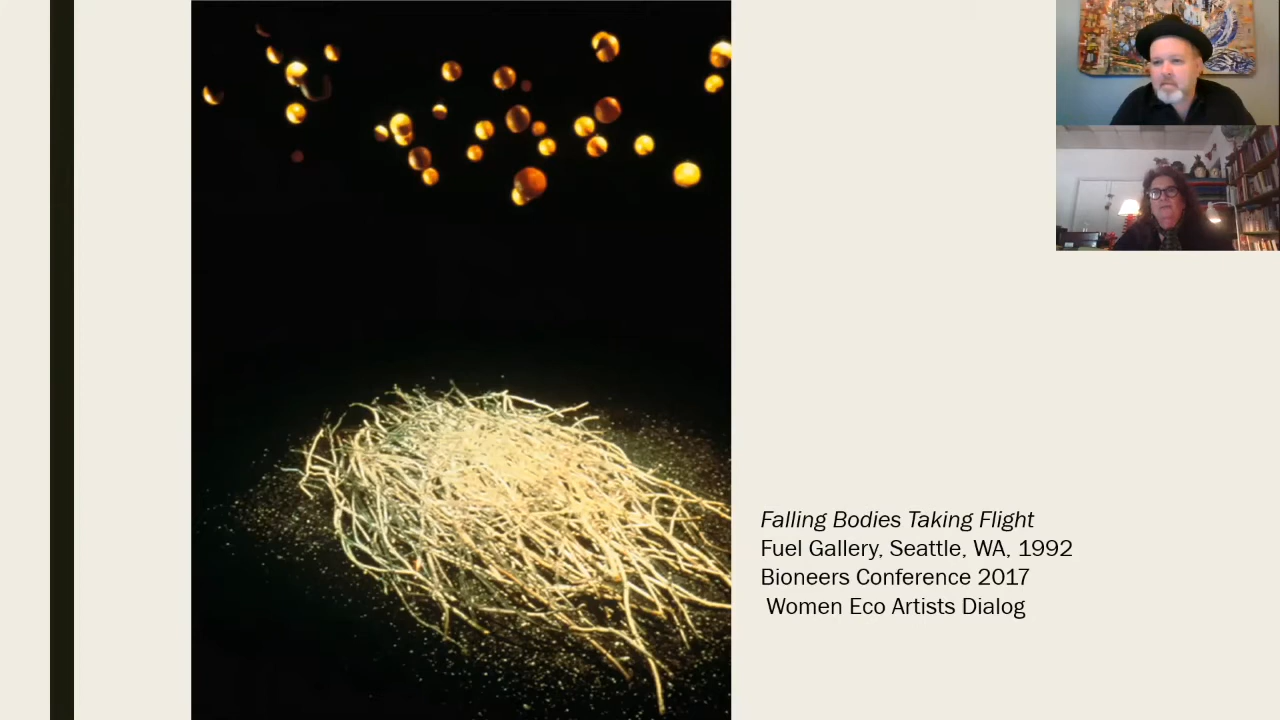 Falling Bodies Taking Flight
Fuel Gallery, Seattle, WA, 1992
Bioneers Conference 2017
Women Eco Artists Dialog